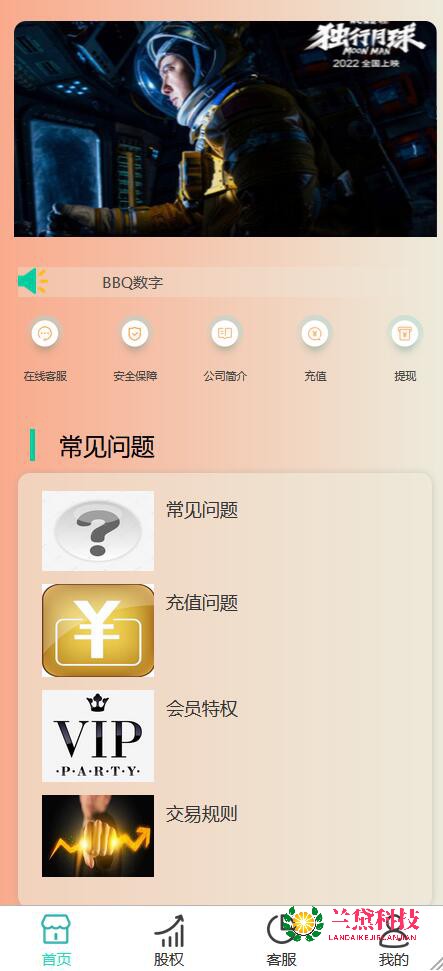 独行月球
MOON MAN
2022 全国上映
BBQ数字
在线客服
安全保障
公司简介
充值
提现
常见问题
常见问题
充值问题
会员特权
VIP
·P·A·R·T·Y·
交易规则
兰黛科技
LANDAIKEJIELANJIAN
首页
股权
客服
我的